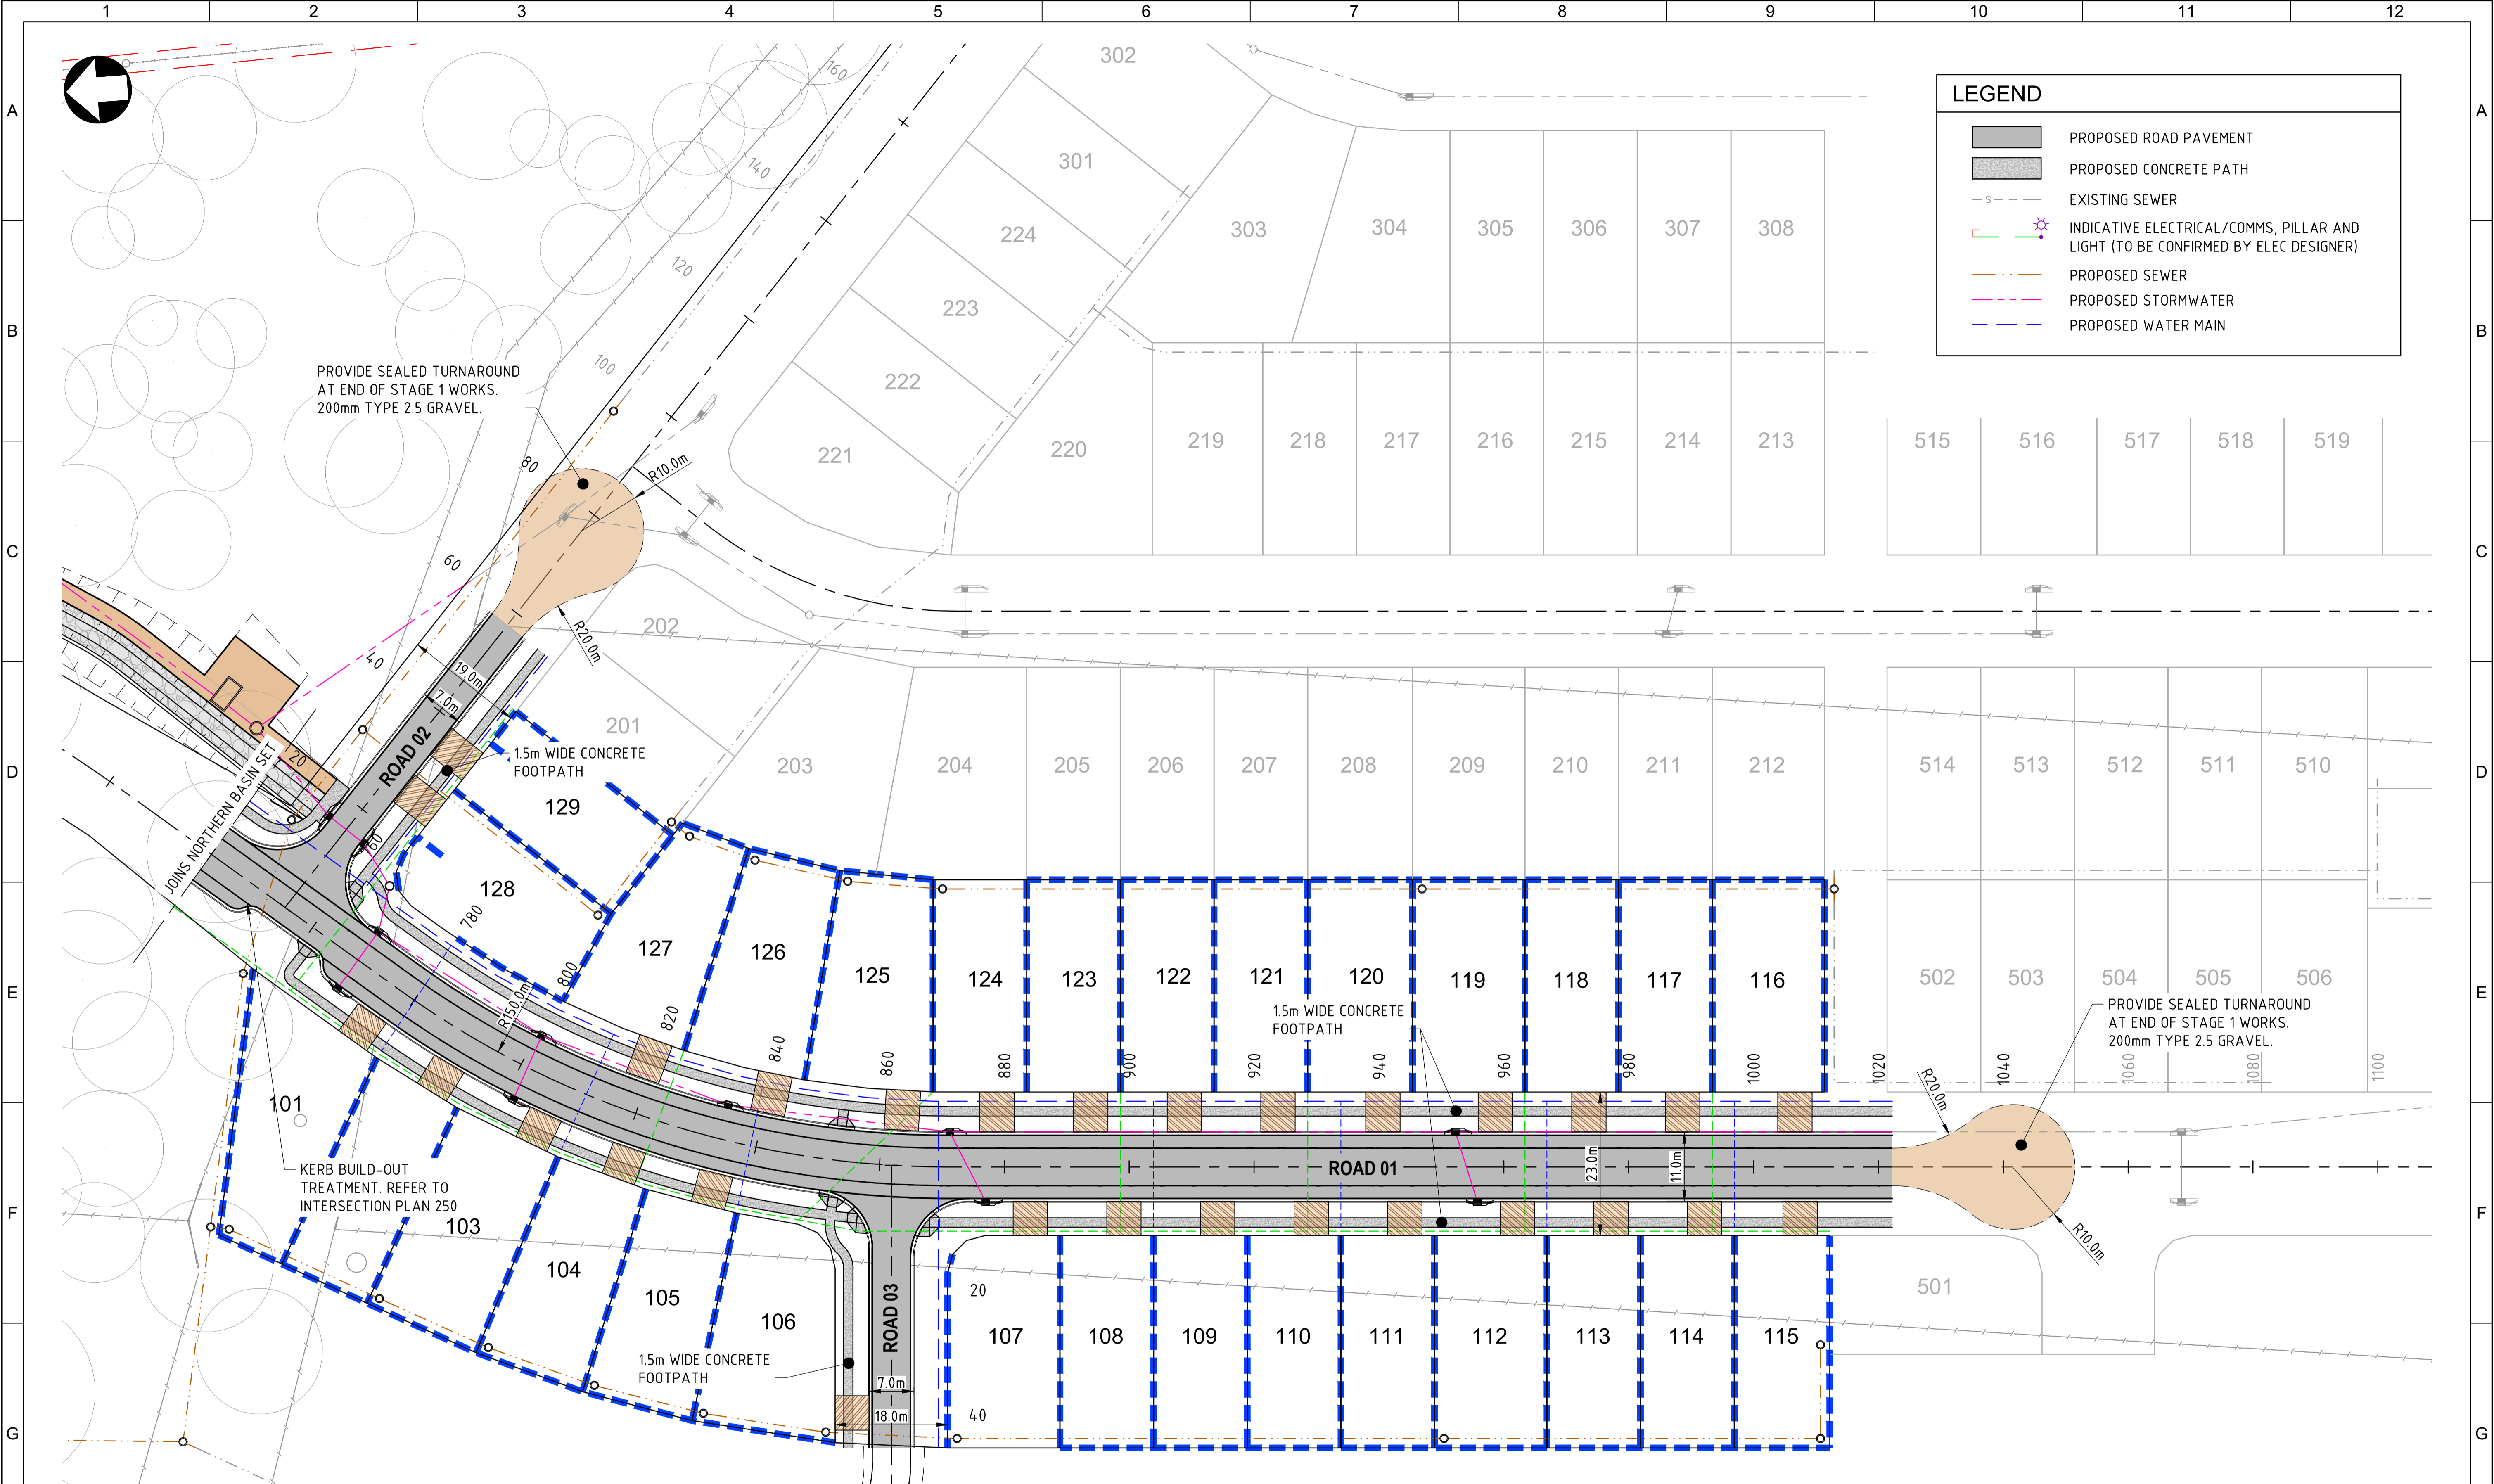 1 2 3 4 5 6 7 8 9 10 11 12
A A
B B
C C
D D
E E
F F
G G
LEGEND
PROPOSED ROAD PAVEMENT
PROPOSED CONCRETE PATH
S
EXISTING SEWER
INDICATIVE ELECTRICAL/COMMS, PILLAR AND
LIGHT (TO BE CONFIRMED BY ELEC DESIGNER)
PROPOSED SEWER
PROPOSED STORMWATER
PROPOSED WATER MAIN
302
301
224
223
222
221
220
303 304 305 306 307 308
219 218 217 216 215 214 213
515 516 517 518 519
160
140
120
100
80
60
40
20
PROVIDE SEALED TURNAROUND
AT END OF STAGE 1 WORKS.
200mm TYPE 2.5 GRAVEL.
R10.0m
R20.0m
202
201
203 204 205 206 207 208 209 210 211 212
514 513 512 511 510
19.0m
7.0m
ROAD 02
JOINS NORTHERN BASIN SET
1.5m WIDE CONCRETE
FOOTPATH
129
128
127
126
125
124 123 122 121 120 119 118 117 116
502 503 504 505 506
1.5m WIDE CONCRETE
FOOTPATH
PROVIDE SEALED TURNAROUND
AT END OF STAGE 1 WORKS.
200mm TYPE 2.5 GRAVEL.
760
780
800
820
840
860
880
900
920
940
960
980
1000
1020
1040
1060
1080
1100
R150.0m
R20.0m
R10.0m
ROAD 01
23.0m
11.0m
101
KERB BUILD-OUT
TREATMENT. REFER TO
INTERSECTION PLAN 250
103
104
105
106
1.5m WIDE CONCRETE
FOOTPATH
ROAD 03
7.0m
18.0m
20
40
107 108 109 110 111 112 113 114 115
501